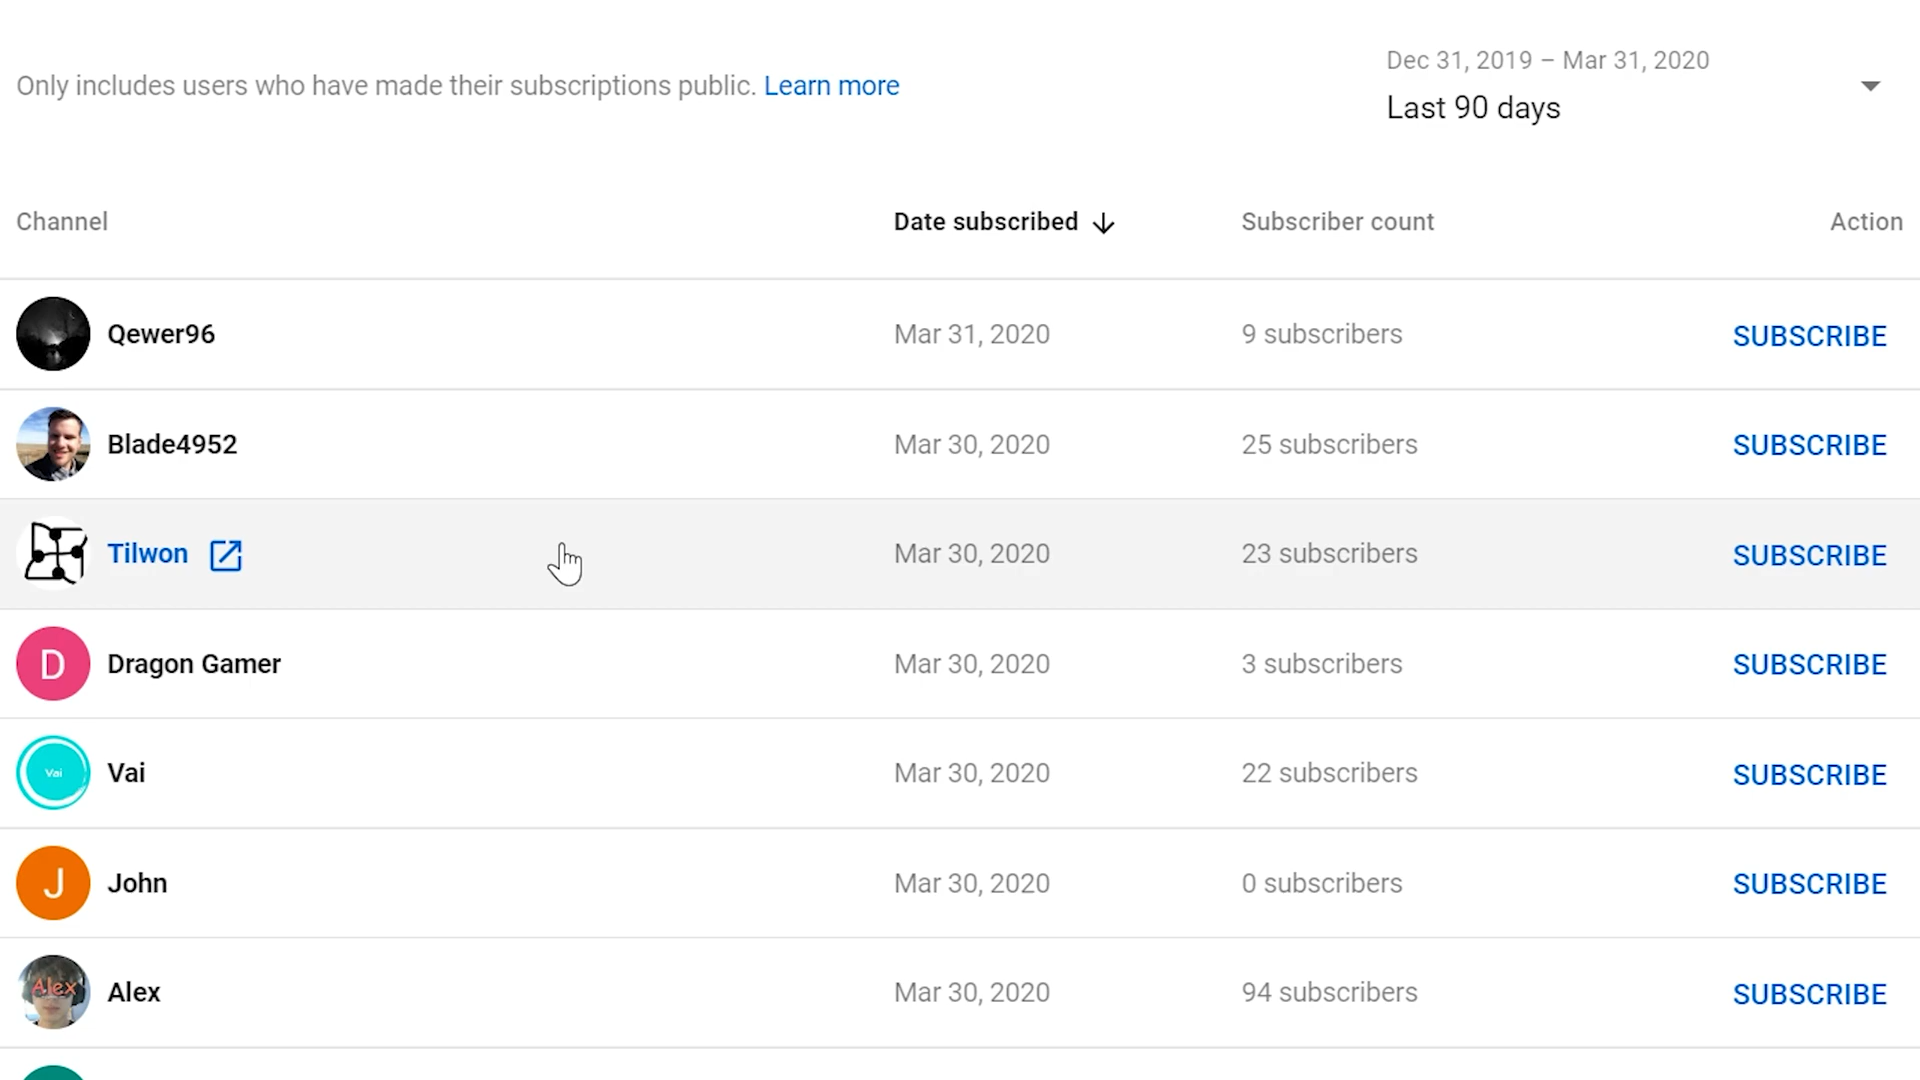 Dec 31, 2019 – Mar 31, 2020
Only includes users who have made their subscriptions public. Learn more
Last 90 days
Channel Date subscribed Subscriber count Action
Qewer96 Mar 31, 2020 9 subscribers SUBSCRIBE
Blade4952 Mar 30, 2020 25 subscribers SUBSCRIBE
Tilwon Mar 30, 2020 23 subscribers SUBSCRIBE
D Dragon Gamer Mar 30, 2020 3 subscribers SUBSCRIBE
Vai Vai Mar 30, 2020 22 subscribers SUBSCRIBE
J John Mar 30, 2020 0 subscribers SUBSCRIBE
Alex Alex Mar 30, 2020 94 subscribers SUBSCRIBE